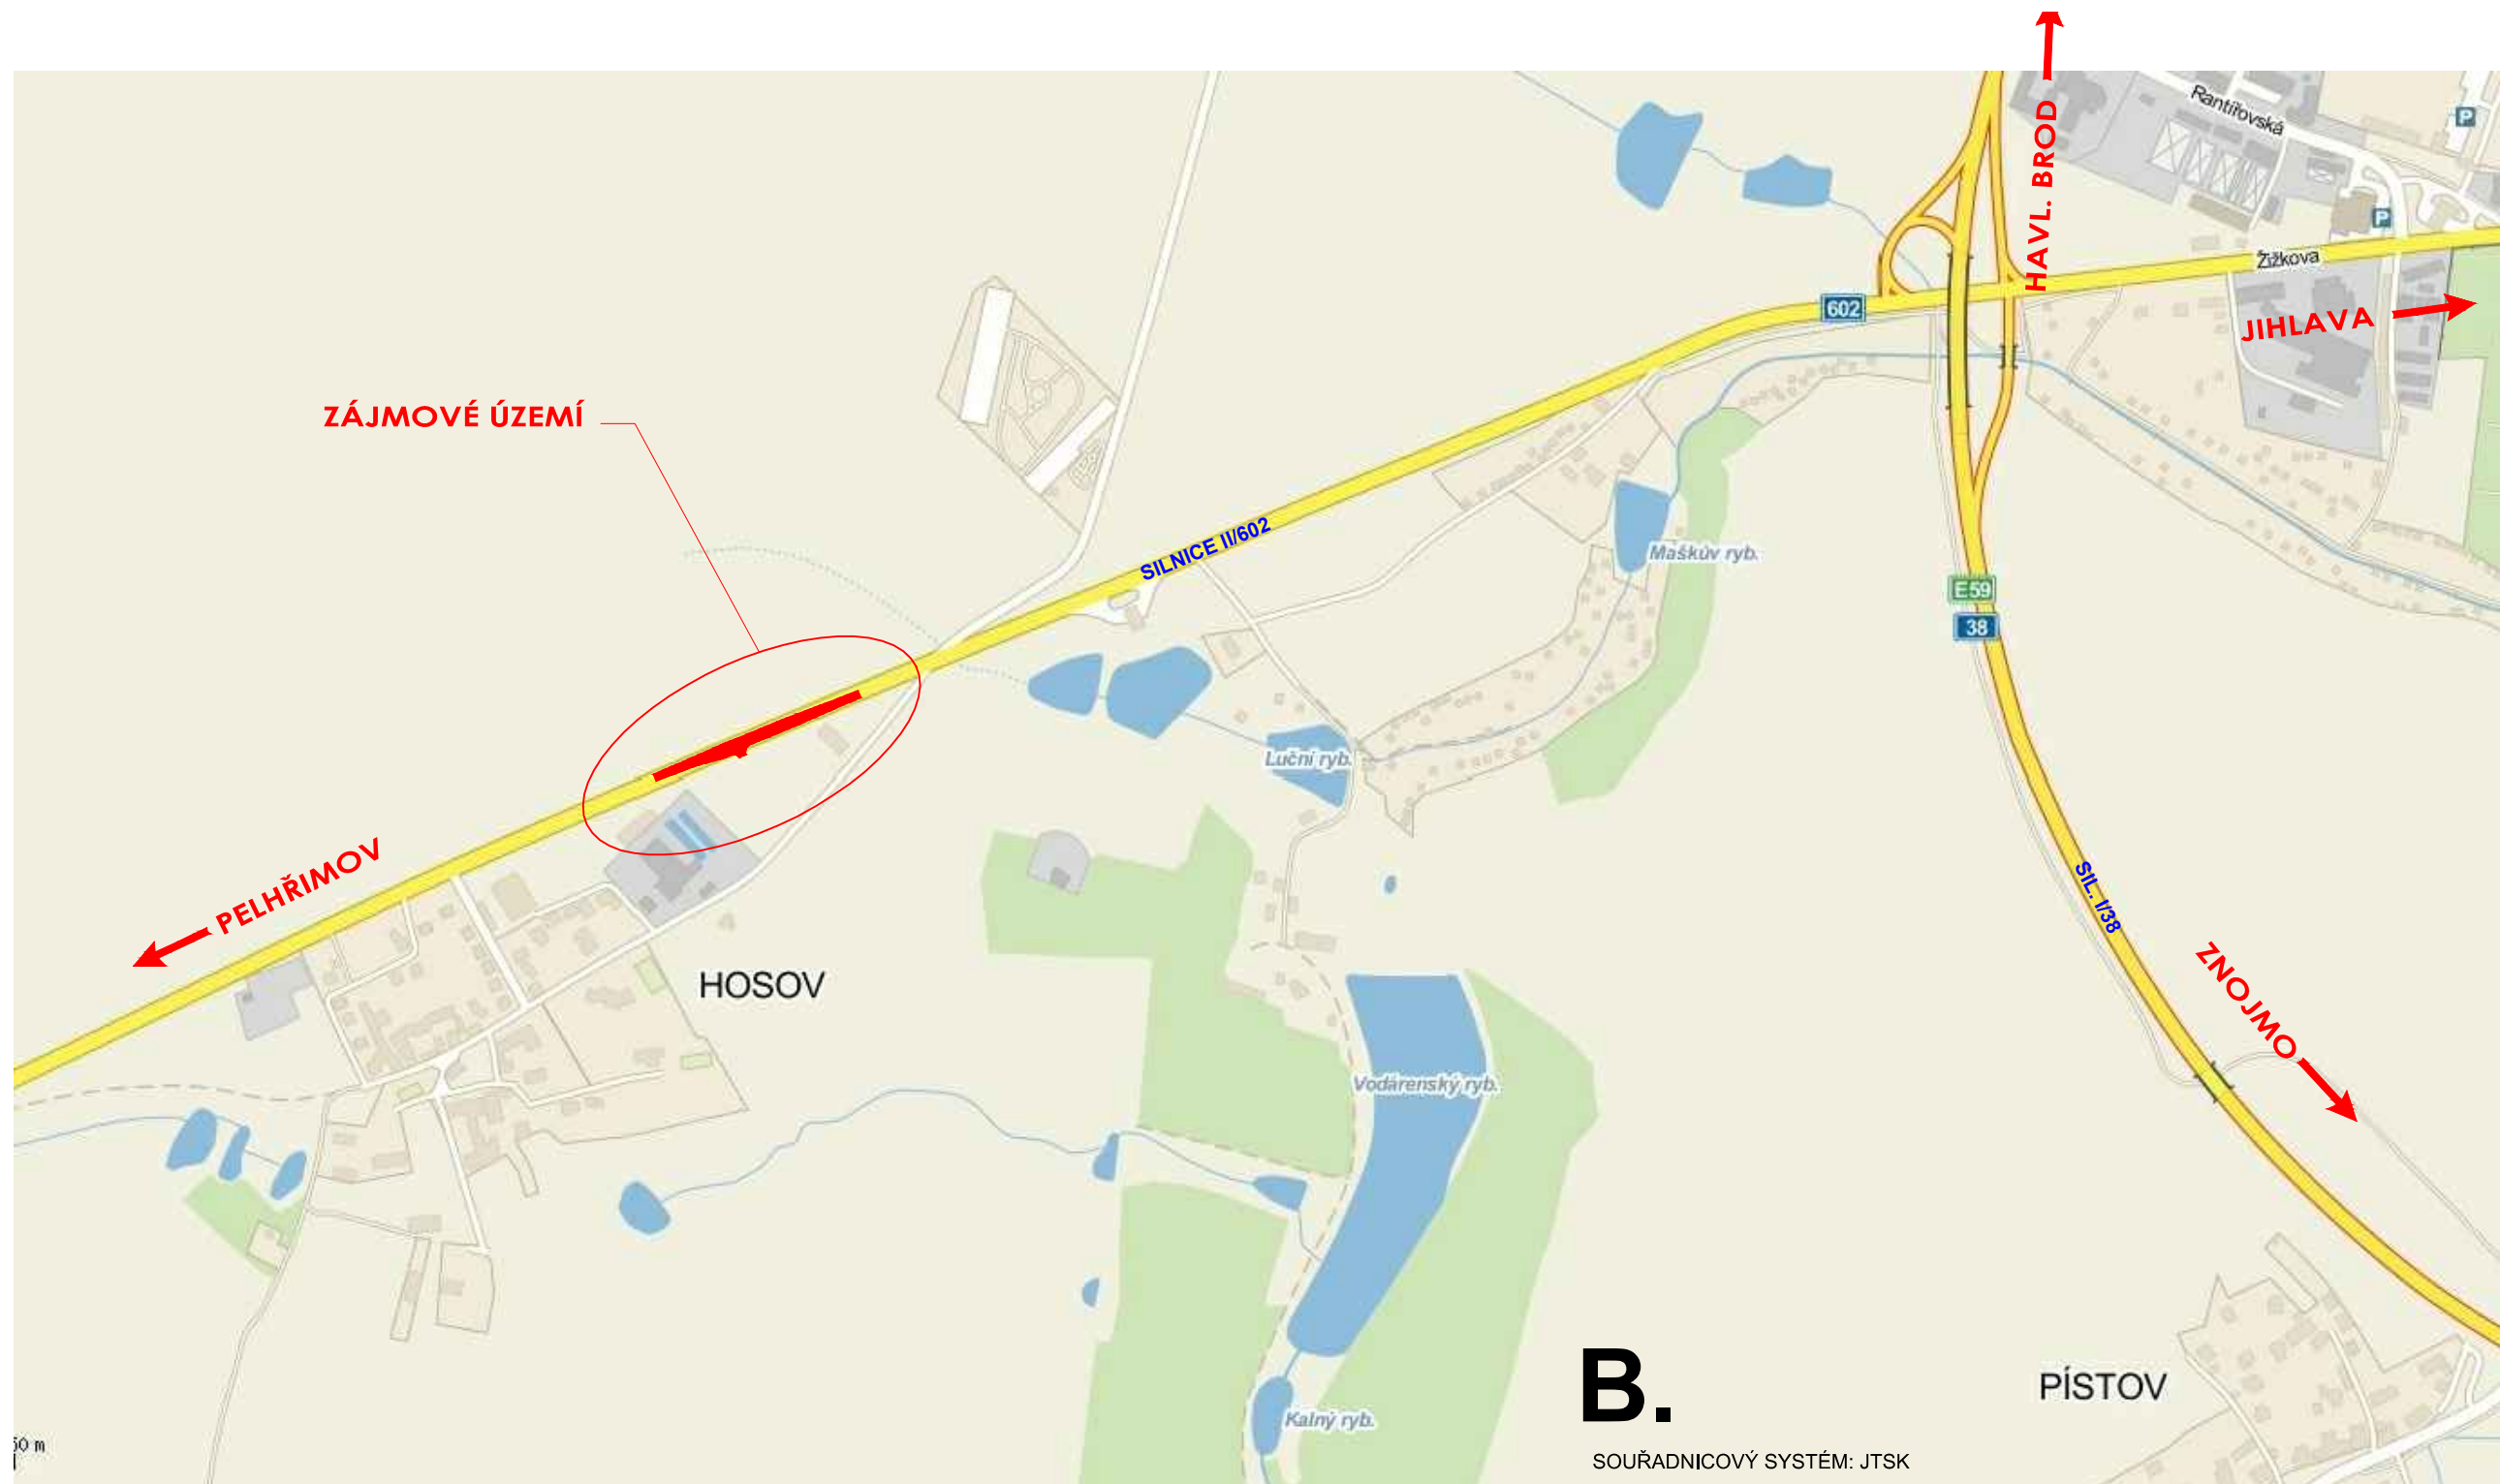 HAVL. BROD
Rantířovská
P
P
Žižkova
602
JIHLAVA
ZÁJMOVÉ ÚZEMÍ
SILNICE II/602
Maškův ryb.
E59
38
Luční ryb.
PELHŘIMOV
SIL. I/38
ZNOJMO
HOSOV
Vodárenský ryb.
B.
PÍSTOV
Kalný ryb.
50 m
SOUŘADNICOVÝ SYSTÉM: JTSK